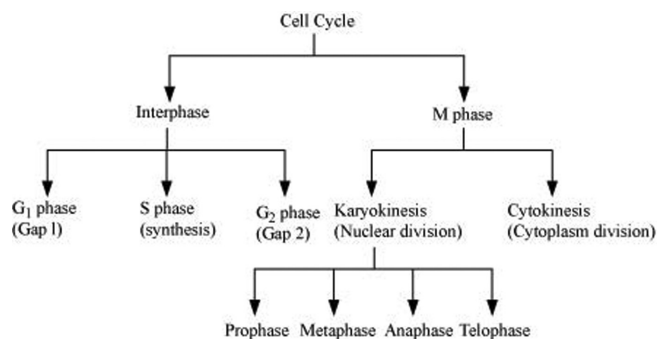 Cell Cycle
Interphase
M phase
G₁ phase
(Gap l)
S phase
(synthesis)
G₂ phase
(Gap 2)
Karyokinesis
(Nuclear division)
Cytokinesis
(Cytoplasm division)
Prophase
Metaphase
Anaphase
Telophase